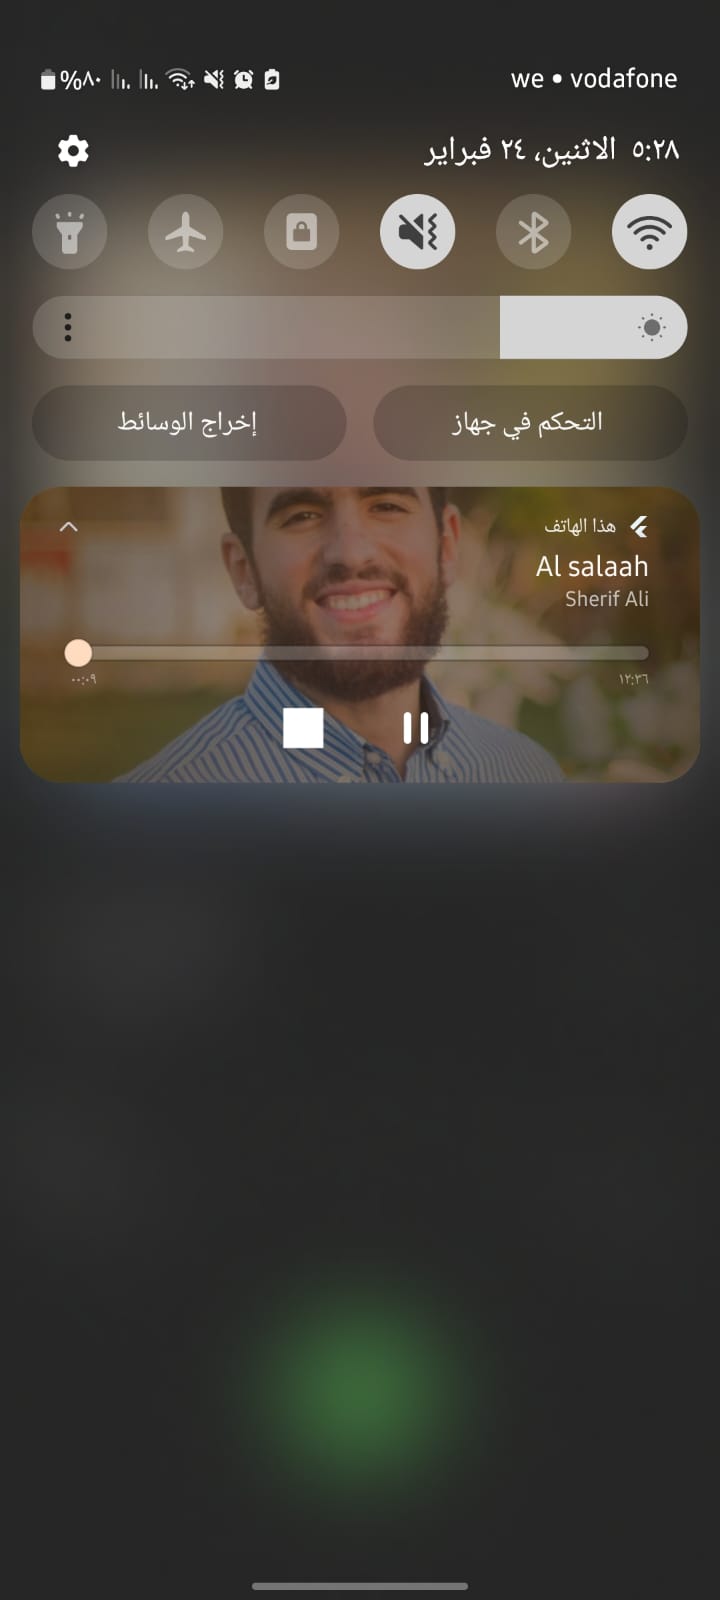 we • vodafone
%٨٠
٥:٢٨ الاثنين، ٢٤ فبراير
التحكم في جهاز
إخراج الوسائط
هذا الهاتف
Al salaah
Sherif Ali
٠٠:٠٩
١٢:٣٦